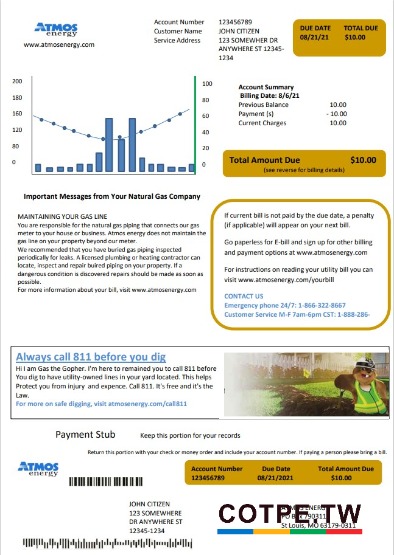 ATMOS
energy
www.atmosenergy.com
Account Number 123456789
Customer Name JOHN CITIZEN
Service Address 123 SOMEWHER DR
ANYWHERE ST 12345-
1234
DUE DATE TOTAL DUE
08/21/21 $10.00
200
160
120
80
40
0
100
80
60
40
20
0
Account Summary
Billing Date: 8/6/21
Previous Balance 10.00
Payment (s) - 10.00
Current Charges 10.00
Total Amount Due $10.00
(see reverse for billing details)
Important Messages from Your Natural Gas Company
MAINTAINING YOUR GAS LINE
You are responsible for the natural gas piping that connects our gas
meter to your house or business. Atmos energy does not maintain the
gas line on your property beyond our meter.
We recommended that you have buried gas piping inspected
periodically for leaks. A licensed plumbing or heating contractor can
locate, inspect and repair buried piping on your property. If a
dangerous condition is discovered repairs should be made as soon as
possible.
For more information about your bill, visit www.atmosenergy.com
If current bill is not paid by the due date, a penalty
(if applicable) will appear on your next bill.
Go paperless for E-bill and sign up for other billing
and payment options at www.atmosenergy.com
For instructions on reading your utility bill you can
visit www.atmosenergy.com/yourbill
CONTACT US
Emergency phone 24/7: 1-866-322-8667
Customer Service M-F 7am-6pm CST: 1-888-286-
Always call 811 before you dig
Hi I am Gus the Gopher. I'm here to remained you to call 811 before
You dig to have utility-owned lines in your yard located. This helps
Protect you from injury and expence. Call 811. It's free and it's the
Law.
For more on safe digging, visit atmosenergy.com/call811
Payment Stub Keep this portion for your records
Return this portion with your check or money order and include your account number. If paying a person please bring a bill.
ATMOS
energy
Account Number Due Date Total Amount Due
123456789 08/21/2021 $10.00
JOHN CITIZEN
123 SOMEWHERE
DR ANYWHERE ST
12345-1234
COTPE.TW
St Louis, MO 63179-0311